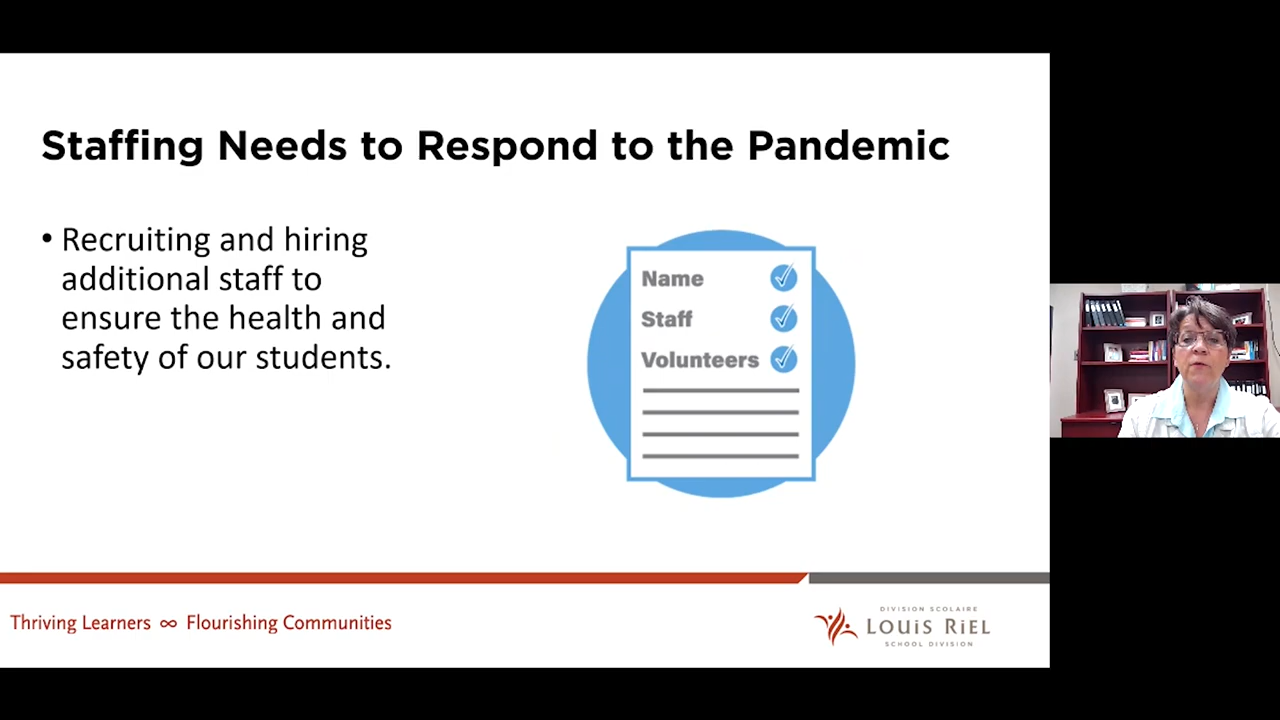 Staffing Needs to Respond to the Pandemic
• Recruiting and hiring
additional staff to
ensure the health and
safety of our students.
Name
Staff
Volunteers
Thriving Learners ∞ Flourishing Communities
DIVISION SCOLAIRE
LOUIS RIEL
SCHOOL DIVISION